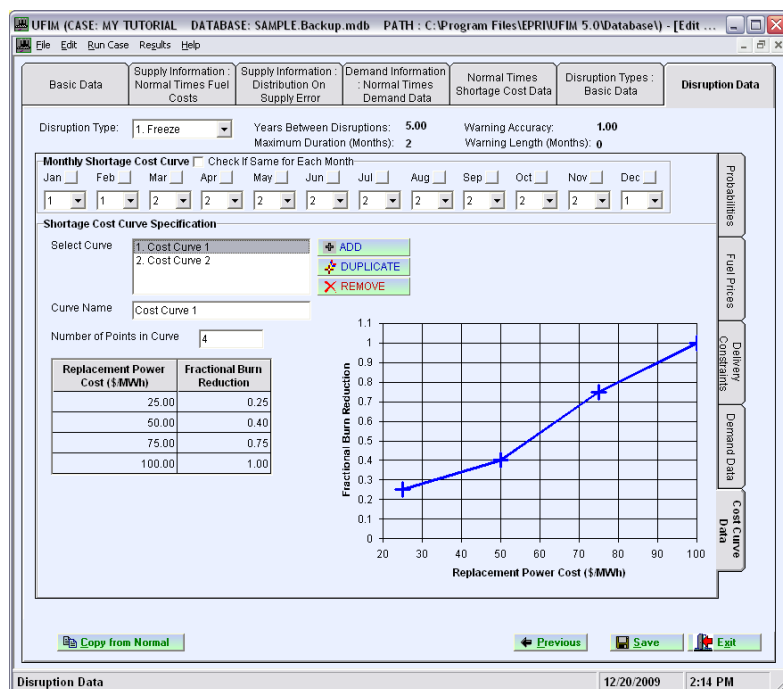 UFIM (CASE: MY TUTORIAL DATABASE: SAMPLE.Backup.mdb PATH : C:\Program Files\EPRI\UFIM 5.0\Database\) - [Edit ...
File Edit Run Case Results Help
Basic Data
Supply Information : Normal Times Fuel Costs
Supply Information : Distribution On Supply Error
Demand Information : Normal Times Demand Data
Normal Times Shortage Cost Data
Disruption Types : Basic Data
Disruption Data
Disruption Type: 1. Freeze Years Between Disruptions: 5.00 Warning Accuracy: 1.00
Maximum Duration (Months): 2 Warning Length (Months): 0
Monthly Shortage Cost Curve Check If Same for Each Month
Jan Feb Mar Apr May Jun Jul Aug Sep Oct Nov Dec
1 1 2 2 2 2 2 2 2 2 2 1
Shortage Cost Curve Specification
Select Curve
1. Cost Curve 1
2. Cost Curve 2
ADD
DUPLICATE
REMOVE
Curve Name Cost Curve 1
Number of Points in Curve 4
Replacement Power Cost ($/MWh) Fractional Burn Reduction
25.00 0.25
50.00 0.40
75.00 0.75
100.00 1.00
Fractional Burn Reduction
1.1
1
0.9
0.8
0.7
0.6
0.5
0.4
0.3
0.2
0.1
0
20 30 40 50 60 70 80 90 100
Replacement Power Cost ($/MWh)
Probabilities
Fuel Prices
Delivery Constraints
Demand Data
Cost Curve Data
Copy from Normal
Previous
Save
Exit
Disruption Data 12/20/2009 2:14 PM